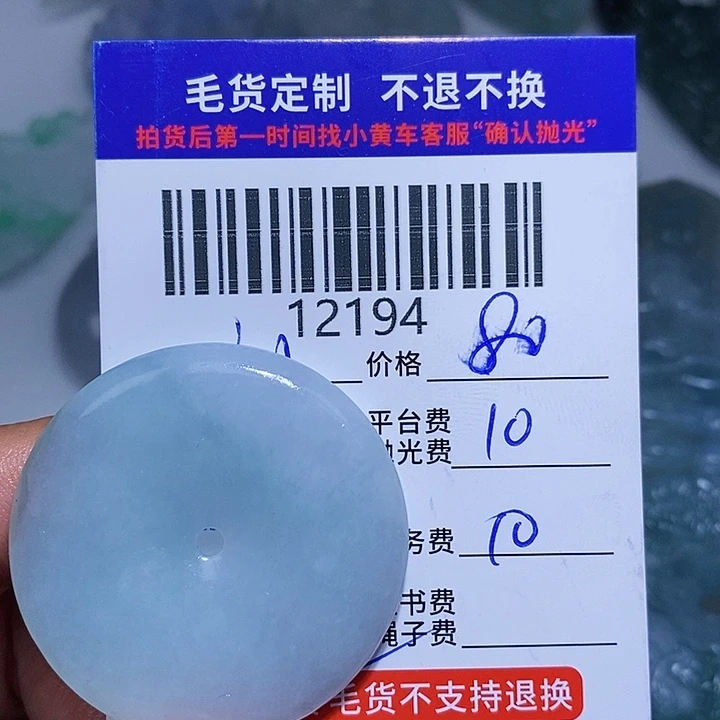 毛货定制 不退不换
拍货后第一时间找小黄车客服“确认抛光”
12194
价格 80
平台费
光费 10
务费 10
书费
绳子费
毛货不支持退换